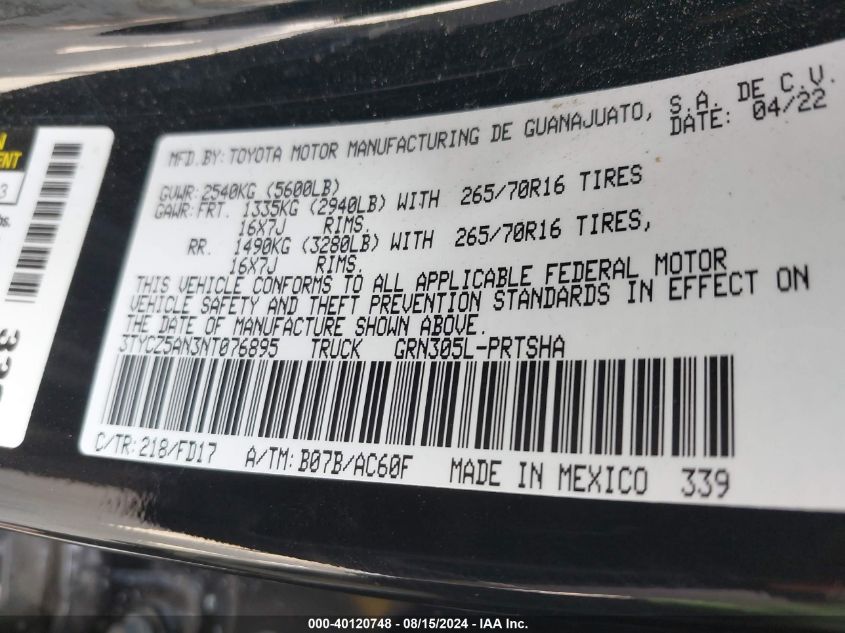 MFD. BY: TOYOTA MOTOR MANUFACTURING DE GUANAJUATO, S.A. DE C.V.
DATE: 04/22
GVWR: 2540KG (5600LB)
GAWR: FRT. 1335KG (2940LB) WITH 265/70R16 TIRES
16X7J RIMS.
RR. 1490KG (3280LB) WITH 265/70R16 TIRES,
16X7J RIMS.
THIS VEHICLE CONFORMS TO ALL APPLICABLE FEDERAL MOTOR
VEHICLE SAFETY AND THEFT PREVENTION STANDARDS IN EFFECT ON
THE DATE OF MANUFACTURE SHOWN ABOVE.
3TYCZ5AN3NT076895 TRUCK GRN305L-PRTSHA
C/TR: 218/FD17 A/TM: B07B/AC60F MADE IN MEXICO 339
000-40120748 - 08/15/2024 - IAAI.com